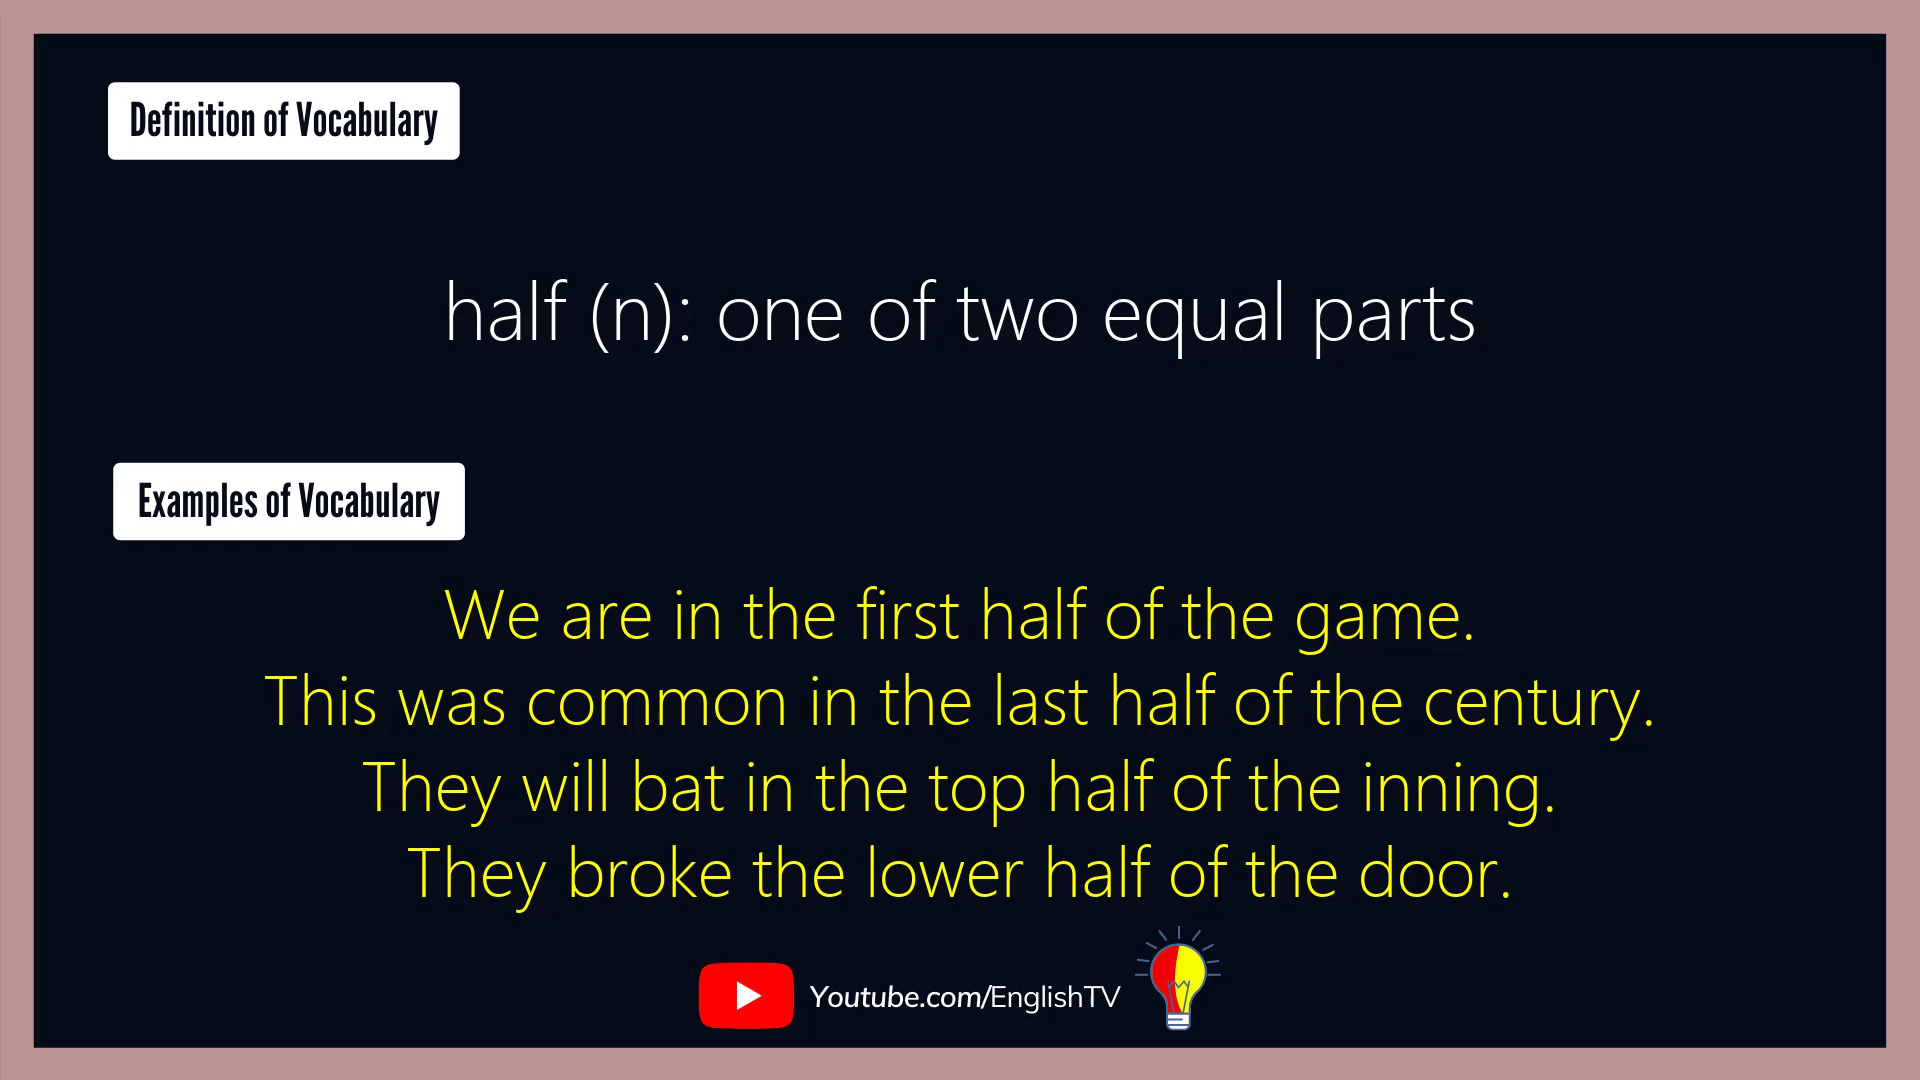 Definition of Vocabulary
half (n): one of two equal parts
Examples of Vocabulary
We are in the first half of the game.
This was common in the last half of the century.
They will bat in the top half of the inning.
They broke the lower half of the door.
Youtube.com/EnglishTV